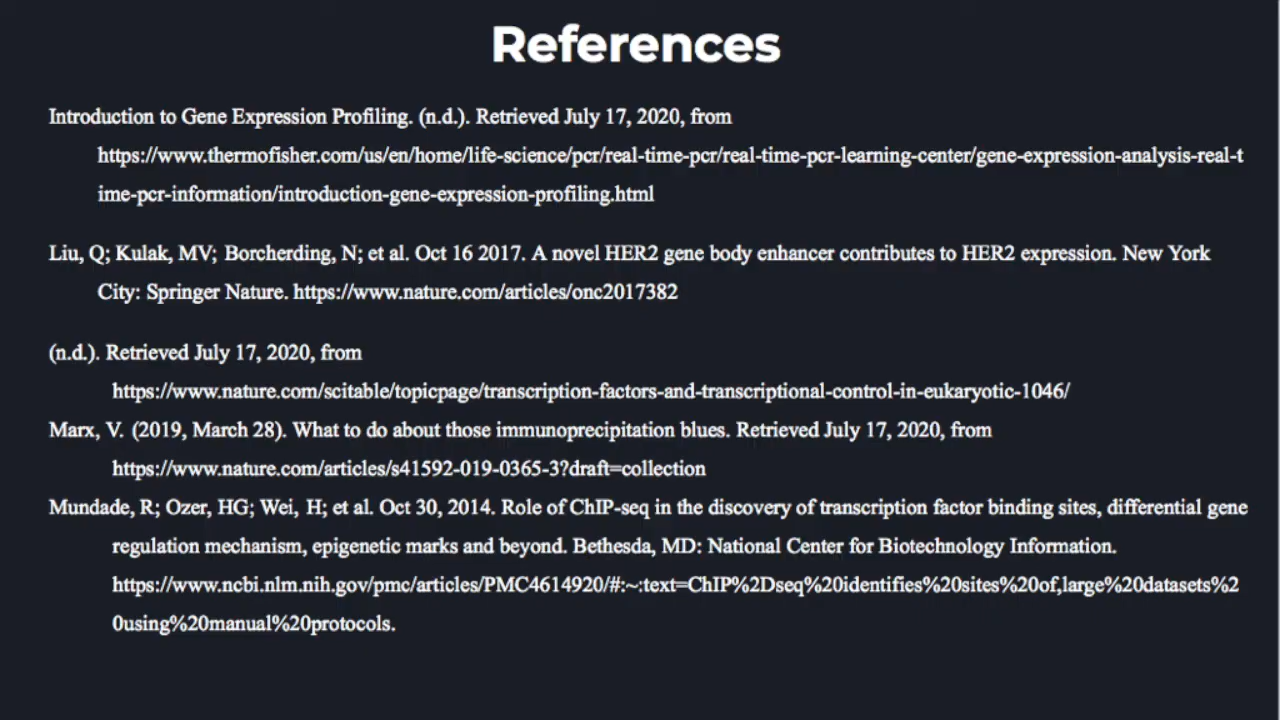 References
Introduction to Gene Expression Profiling. (n.d.). Retrieved July 17, 2020, from
https://www.thermofisher.com/us/en/home/life-science/pcr/real-time-pcr/real-time-pcr-learning-center/gene-expression-analysis-real-t
ime-pcr-information/introduction-gene-expression-profiling.html
Liu, Q; Kulak, MV; Borcherding, N; et al. Oct 16 2017. A novel HER2 gene body enhancer contributes to HER2 expression. New York
City: Springer Nature. https://www.nature.com/articles/onc2017382
(n.d.). Retrieved July 17, 2020, from
https://www.nature.com/scitable/topicpage/transcription-factors-and-transcriptional-control-in-eukaryotic-1046/
Marx, V. (2019, March 28). What to do about those immunoprecipitation blues. Retrieved July 17, 2020, from
https://www.nature.com/articles/s41592-019-0365-3?draft=collection
Mundade, R; Ozer, HG; Wei, H; et al. Oct 30, 2014. Role of ChIP-seq in the discovery of transcription factor binding sites, differential gene
regulation mechanism, epigenetic marks and beyond. Bethesda, MD: National Center for Biotechnology Information.
https://www.ncbi.nlm.nih.gov/pmc/articles/PMC4614920/#:~:text=ChIP%2Dseq%20identifies%20sites%20of,large%20datasets%2
0using%20manual%20protocols.